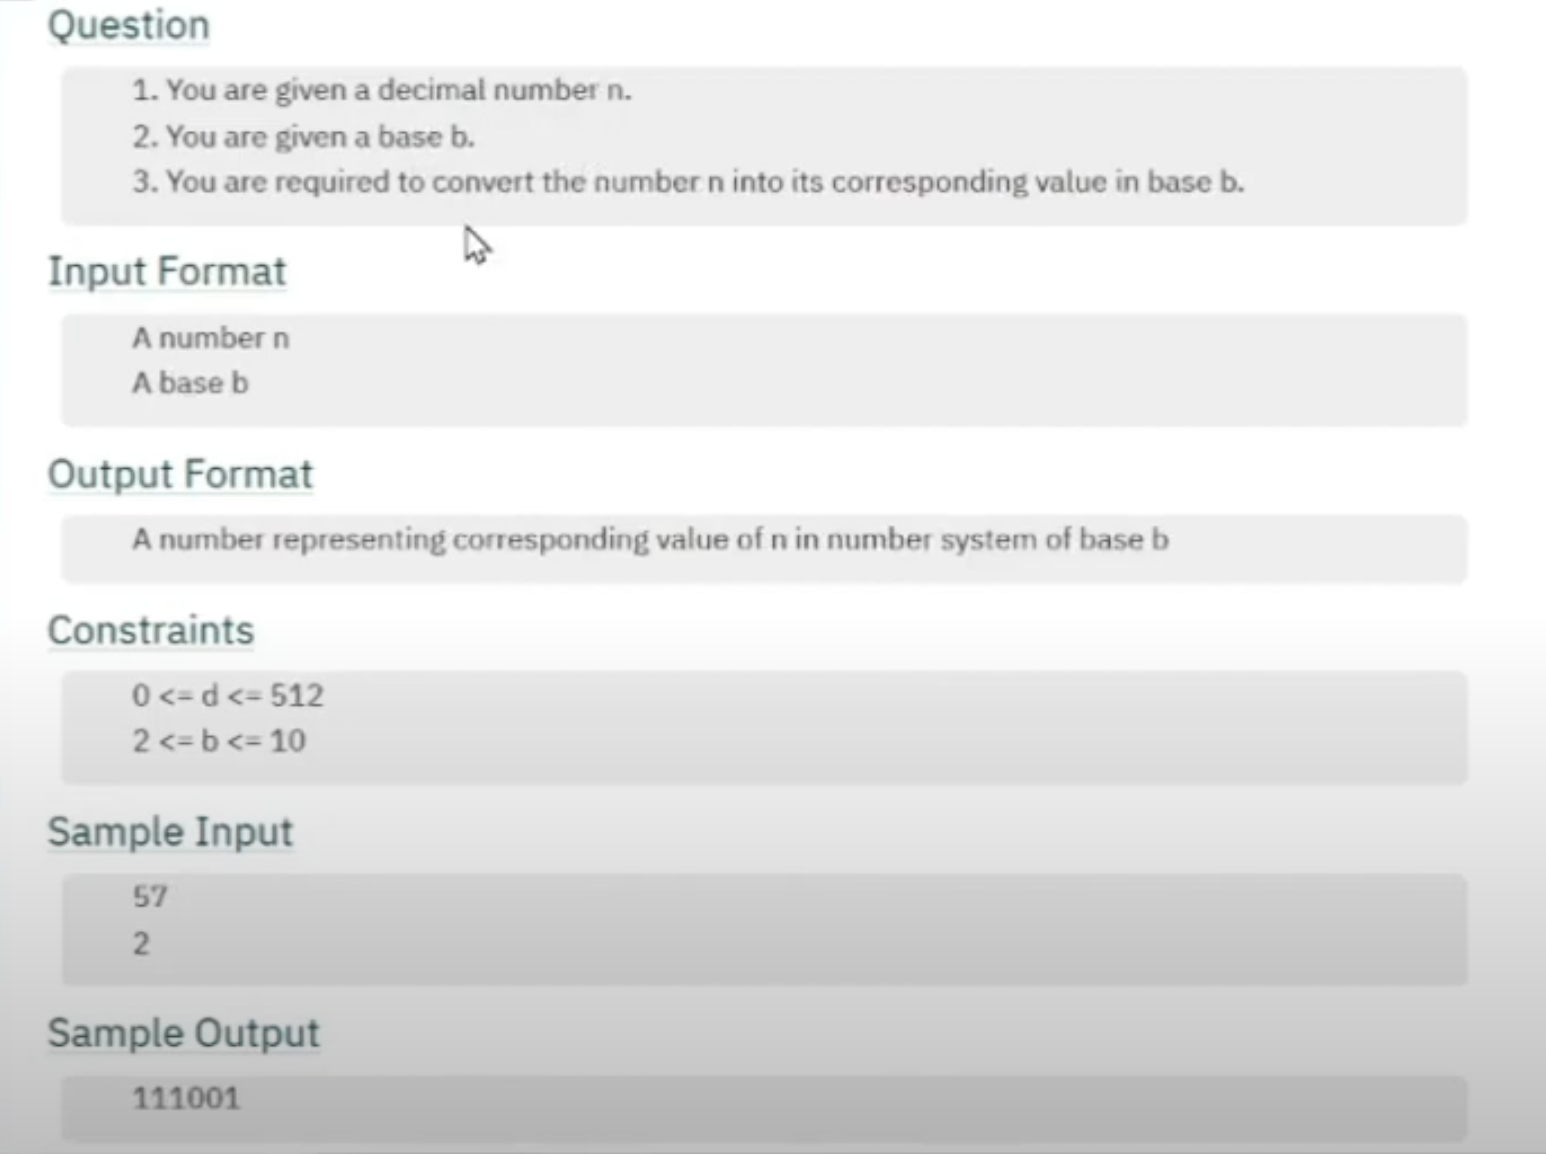 Question
1. You are given a decimal number n.
2. You are given a base b.
3. You are required to convert the number n into its corresponding value in base b.
Input Format
A number n
A base b
Output Format
A number representing corresponding value of n in number system of base b
Constraints
0 <= d <= 512
2 <= b <= 10
Sample Input
57
2
Sample Output
111001